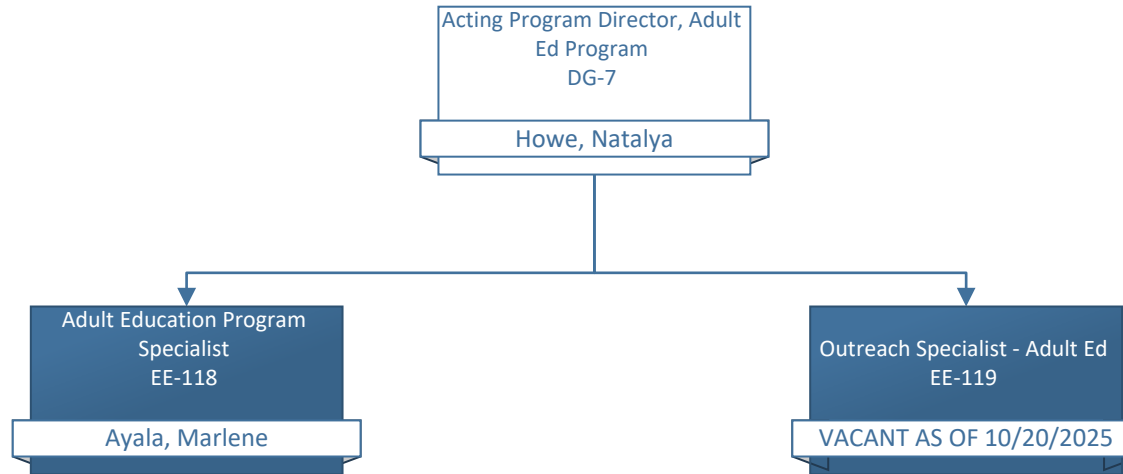 Acting Program Director, Adult
Ed Program
DG-7
Howe, Natalya
Adult Education Program
Specialist
EE-118
Ayala, Marlene
Outreach Specialist - Adult Ed
EE-119
VACANT AS OF 10/20/2025